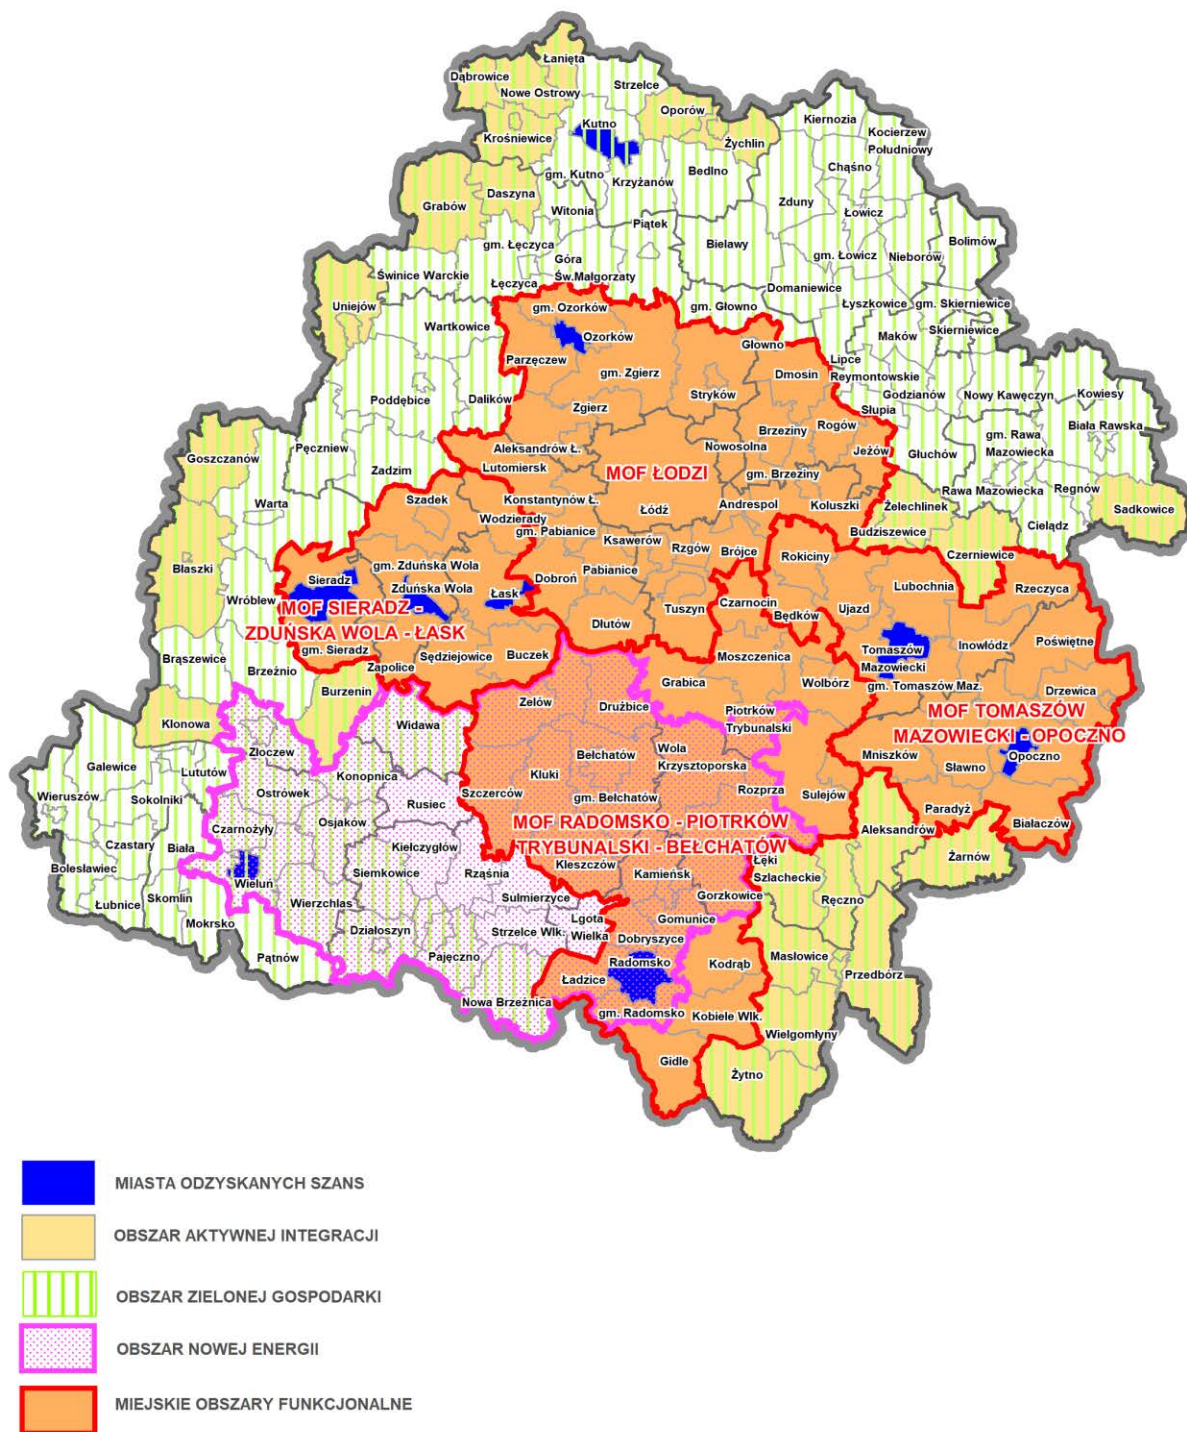 Łanięta
Dąbrowice
Strzelce
Nowe Ostrowy
Oporów
Kiernozia
Kutno
Kocierzew
Południowy
Krośniewice
Żychlin
Chąśno
gm. Kutno
Bedlno
Krzyżanów
Daszyna
Zduny
Grabów
Witonia
Łowicz
Piątek
Bolimów
gm. Łęczyca
Bielawy
gm. Łowicz
Nieborów
Góra
Św.Małgorzaty
Świnice Warckie
Łęczyca
Domaniewice
Uniejów
gm. Ozorków
gm. Głowno
Łyszkowice
gm. Skierniewice
Wartkowice
Ozorków
Maków
Skierniewice
Głowno
Parzęczew
Lipce
Reymontowskie
gm. Zgierz
Dmosin
Stryków
Godzianów
Nowy Kawęczyn
Kowiesy
Poddębice
Dalików
Zgierz
Słupia
Brzeziny
Rogów
Biała Rawska
gm. Rawa
Mazowiecka
Pęczniew
Aleksandrów Ł.
Nowosolna
Jeżów
Głuchów
Goszczanów
Zadzim
Lutomiersk
MOF ŁODZI
gm. Brzeziny
Rawa Mazowiecka
Regnów
Szadek
Konstantynów Ł.
Andrespol
Koluszki
Żelechlinek
Sadkowice
Warta
Wodzierady
Łódź
Cielądz
gm. Pabianice
Ksawerów
Budziszewice
Rzgów
Brójce
Rokiciny
Czerniewice
Błaszki
gm. Zduńska Wola
Sieradz
Zduńska Wola
Dobroń
Pabianice
Lubochnia
Rzeczyca
Wróblew
Łask
Tuszyn
Czarnocin
Ujazd
MOF SIERADZ -
ZDUŃSKA WOLA - ŁASK
Będków
Dłutów
Inowłódz
Poświętne
Tomaszów
Mazowiecki
gm. Sieradz
Sędziejowice
Buczek
Moszczenica
Brąszewice
Brzeźnio
Zapolice
Grabica
Wolbórz
gm. Tomaszów Maz.
Drzewica
Burzenin
Zelów
Drużbice
Piotrków
Trybunalski
MOF TOMASZÓW
MAZOWIECKI - OPOCZNO
Klonowa
Widawa
Złoczew
Bełchatów
Wola
Krzysztoporska
Mniszków
Opoczno
Galewice
Lututów
Konopnica
Kluki
Sławno
Wieruszów
Sokolniki
Ostrówek
Rusiec
Szczerców
gm. Bełchatów
Rozprza
Sulejów
Paradyż
Czarnożyły
Osjaków
MOF RADOMSKO - PIOTRKÓW
TRYBUNALSKI - BEŁCHATÓW
Aleksandrów
Białaczów
Czastary
Biała
Kiełczygłów
Bolesławiec
Siemkowice
Rząśnia
Kleszczów
Kamieńsk
Łęki
Szlacheckie
Żarnów
Wieluń
Skomlin
Łubnice
Wierzchlas
Sulmierzyce
Gorzkowice
Ręczno
Mokrsko
Lgota
Wielka
Gomunice
Działoszyn
Strzelce Wlk.
Dobryszyce
Pątnów
Pajęczno
Radomsko
Kodrąb
Masłowice
Przedbórz
Ładzice
Nowa Brzeźnica
gm. Radomsko
Kobiele Wlk.
Wielgomłyny
Gidle
Żytno
MIASTA ODZYSKANYCH SZANS
OBSZAR AKTYWNEJ INTEGRACJI
OBSZAR ZIELONEJ GOSPODARKI
OBSZAR NOWEJ ENERGII
MIEJSKIE OBSZARY FUNKCJONALNE